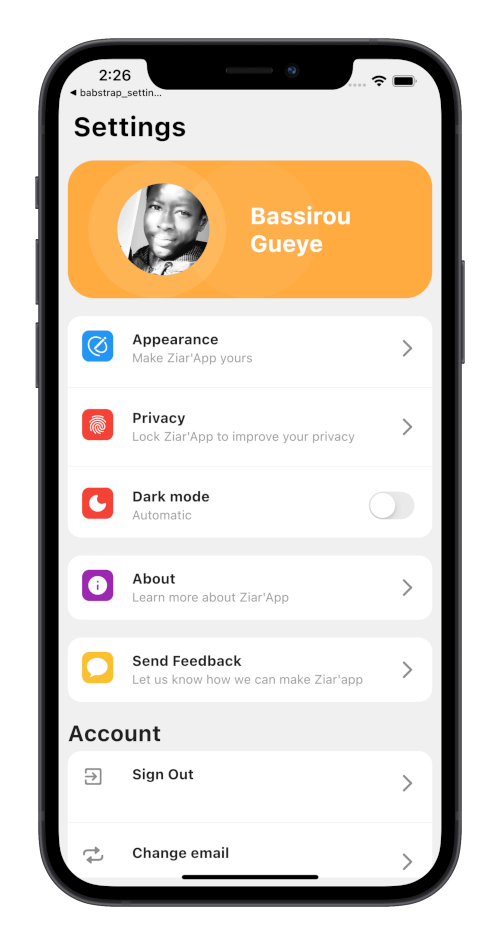 2:26
◀ babstrap_settin...
Settings
Bassirou
Gueye
Appearance
Make Ziar'App yours
Privacy
Lock Ziar'App to improve your privacy
Dark mode
Automatic
About
Learn more about Ziar'App
Send Feedback
Let us know how we can make Ziar'app
Account
Sign Out
Change email